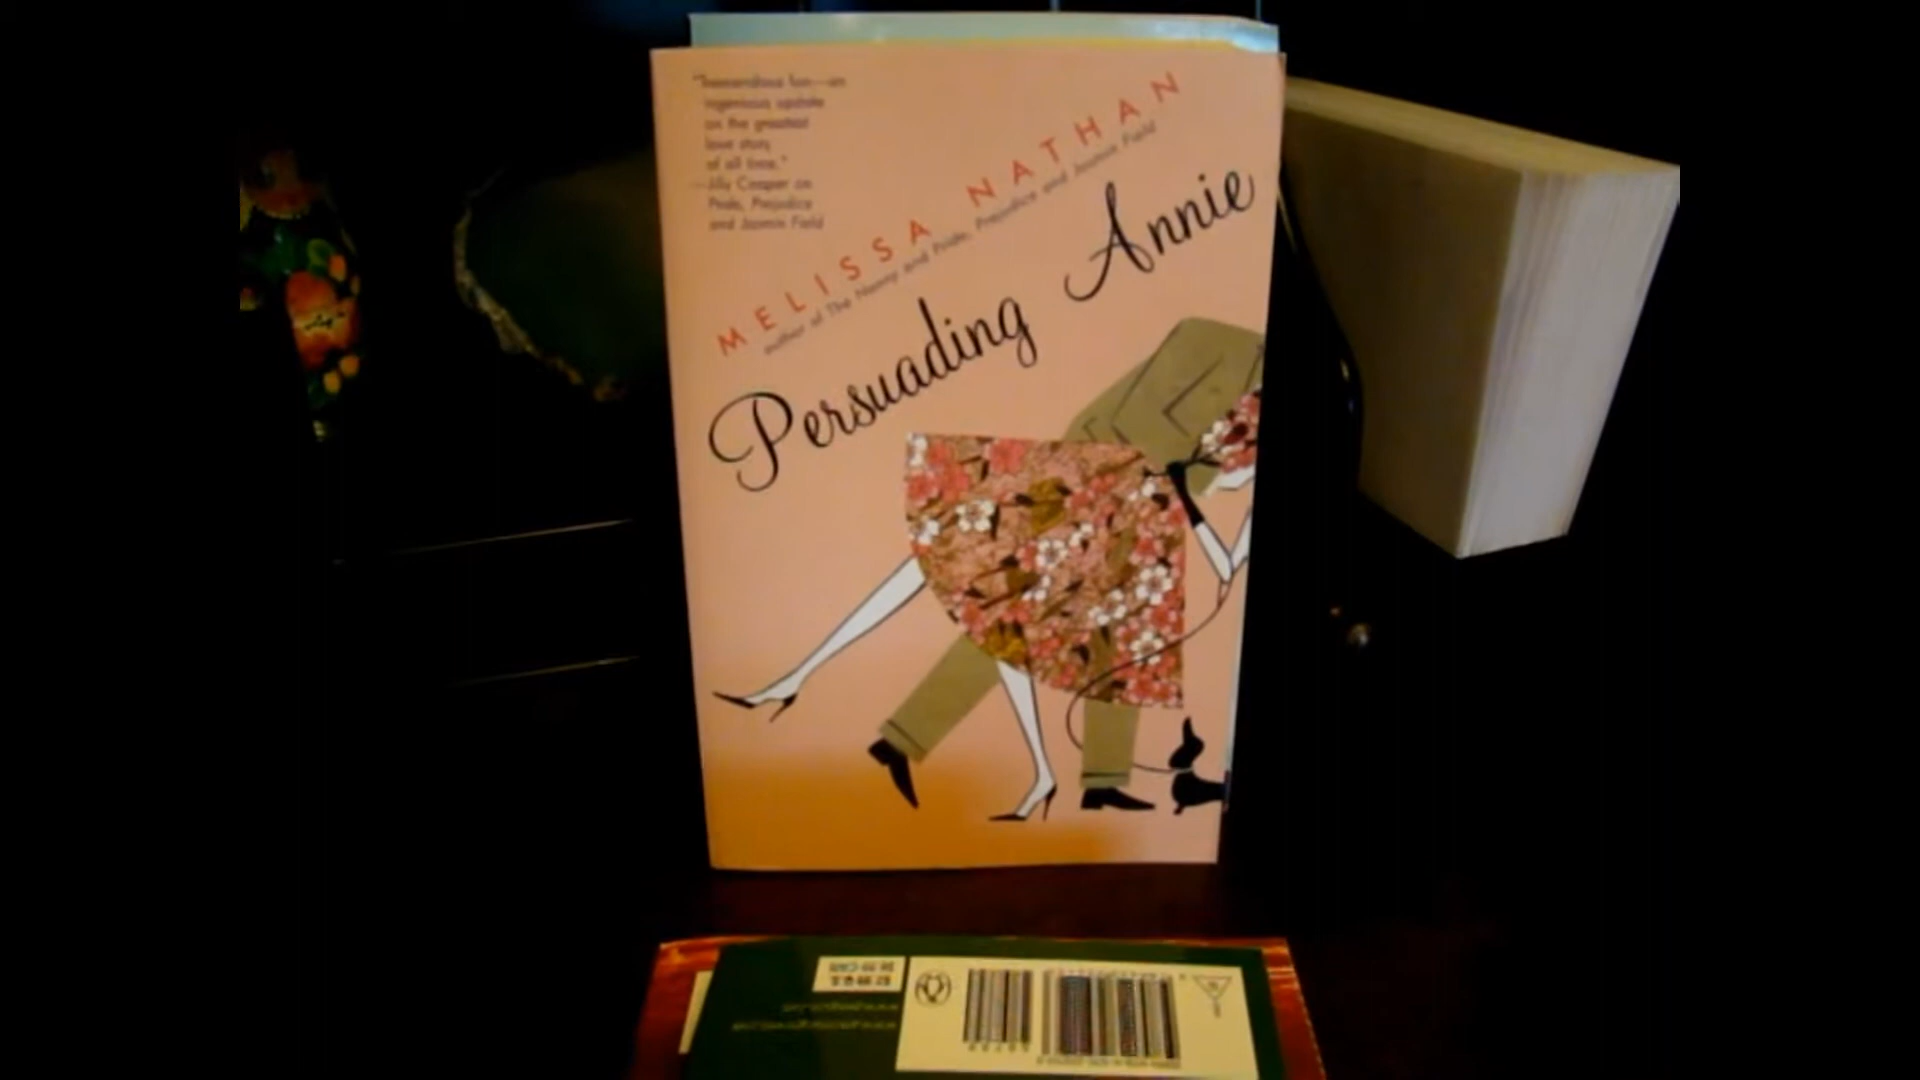 "Tremendous fun—an
ingenious update
on the greatest
love story
of all time."
—Jilly Cooper on
Pride, Prejudice
and Jasmin Field
MELISSA NATHAN
author of The Nanny and Pride, Prejudice and Jasmin Field
Persuading Annie